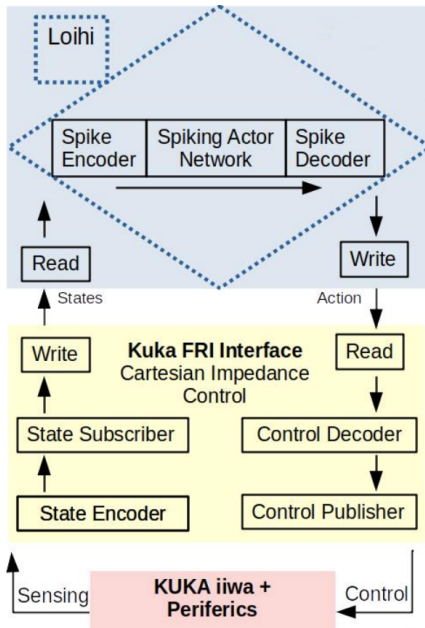 Loihi
Spike Encoder
Spiking Actor Network
Spike Decoder
Read
Write
States
Action
Write
Kuka FRI Interface
Cartesian Impedance
Control
Read
State Subscriber
Control Decoder
State Encoder
Control Publisher
Sensing
KUKA iiwa +
Periferics
Control